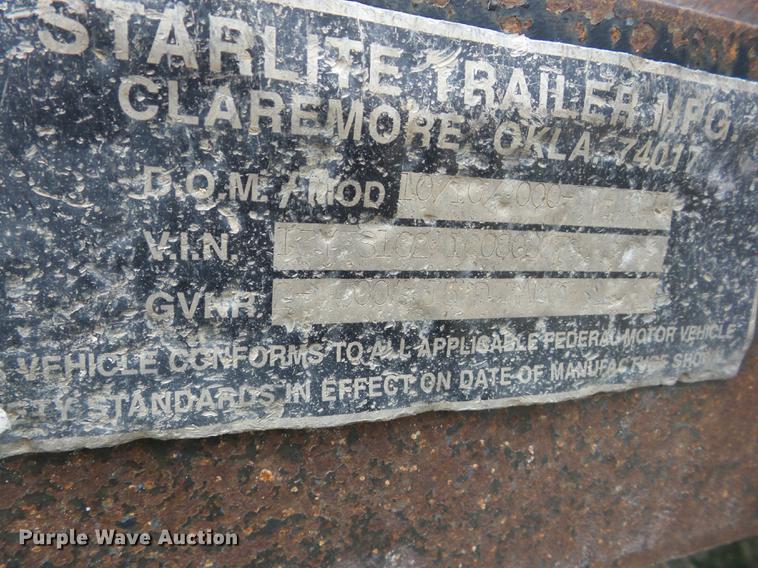 STARLITE TRAILER MFG.
CLAREMORE, OKLA. 74017
D.O.M. / MOD
V.I.N.
GVNR
VEHICLE CONFORMS TO ALL APPLICABLE FEDERAL MOTOR VEHICLE
STANDARDS IN EFFECT ON DATE OF MANUFACTURE SHOWN
Purple Wave Auction